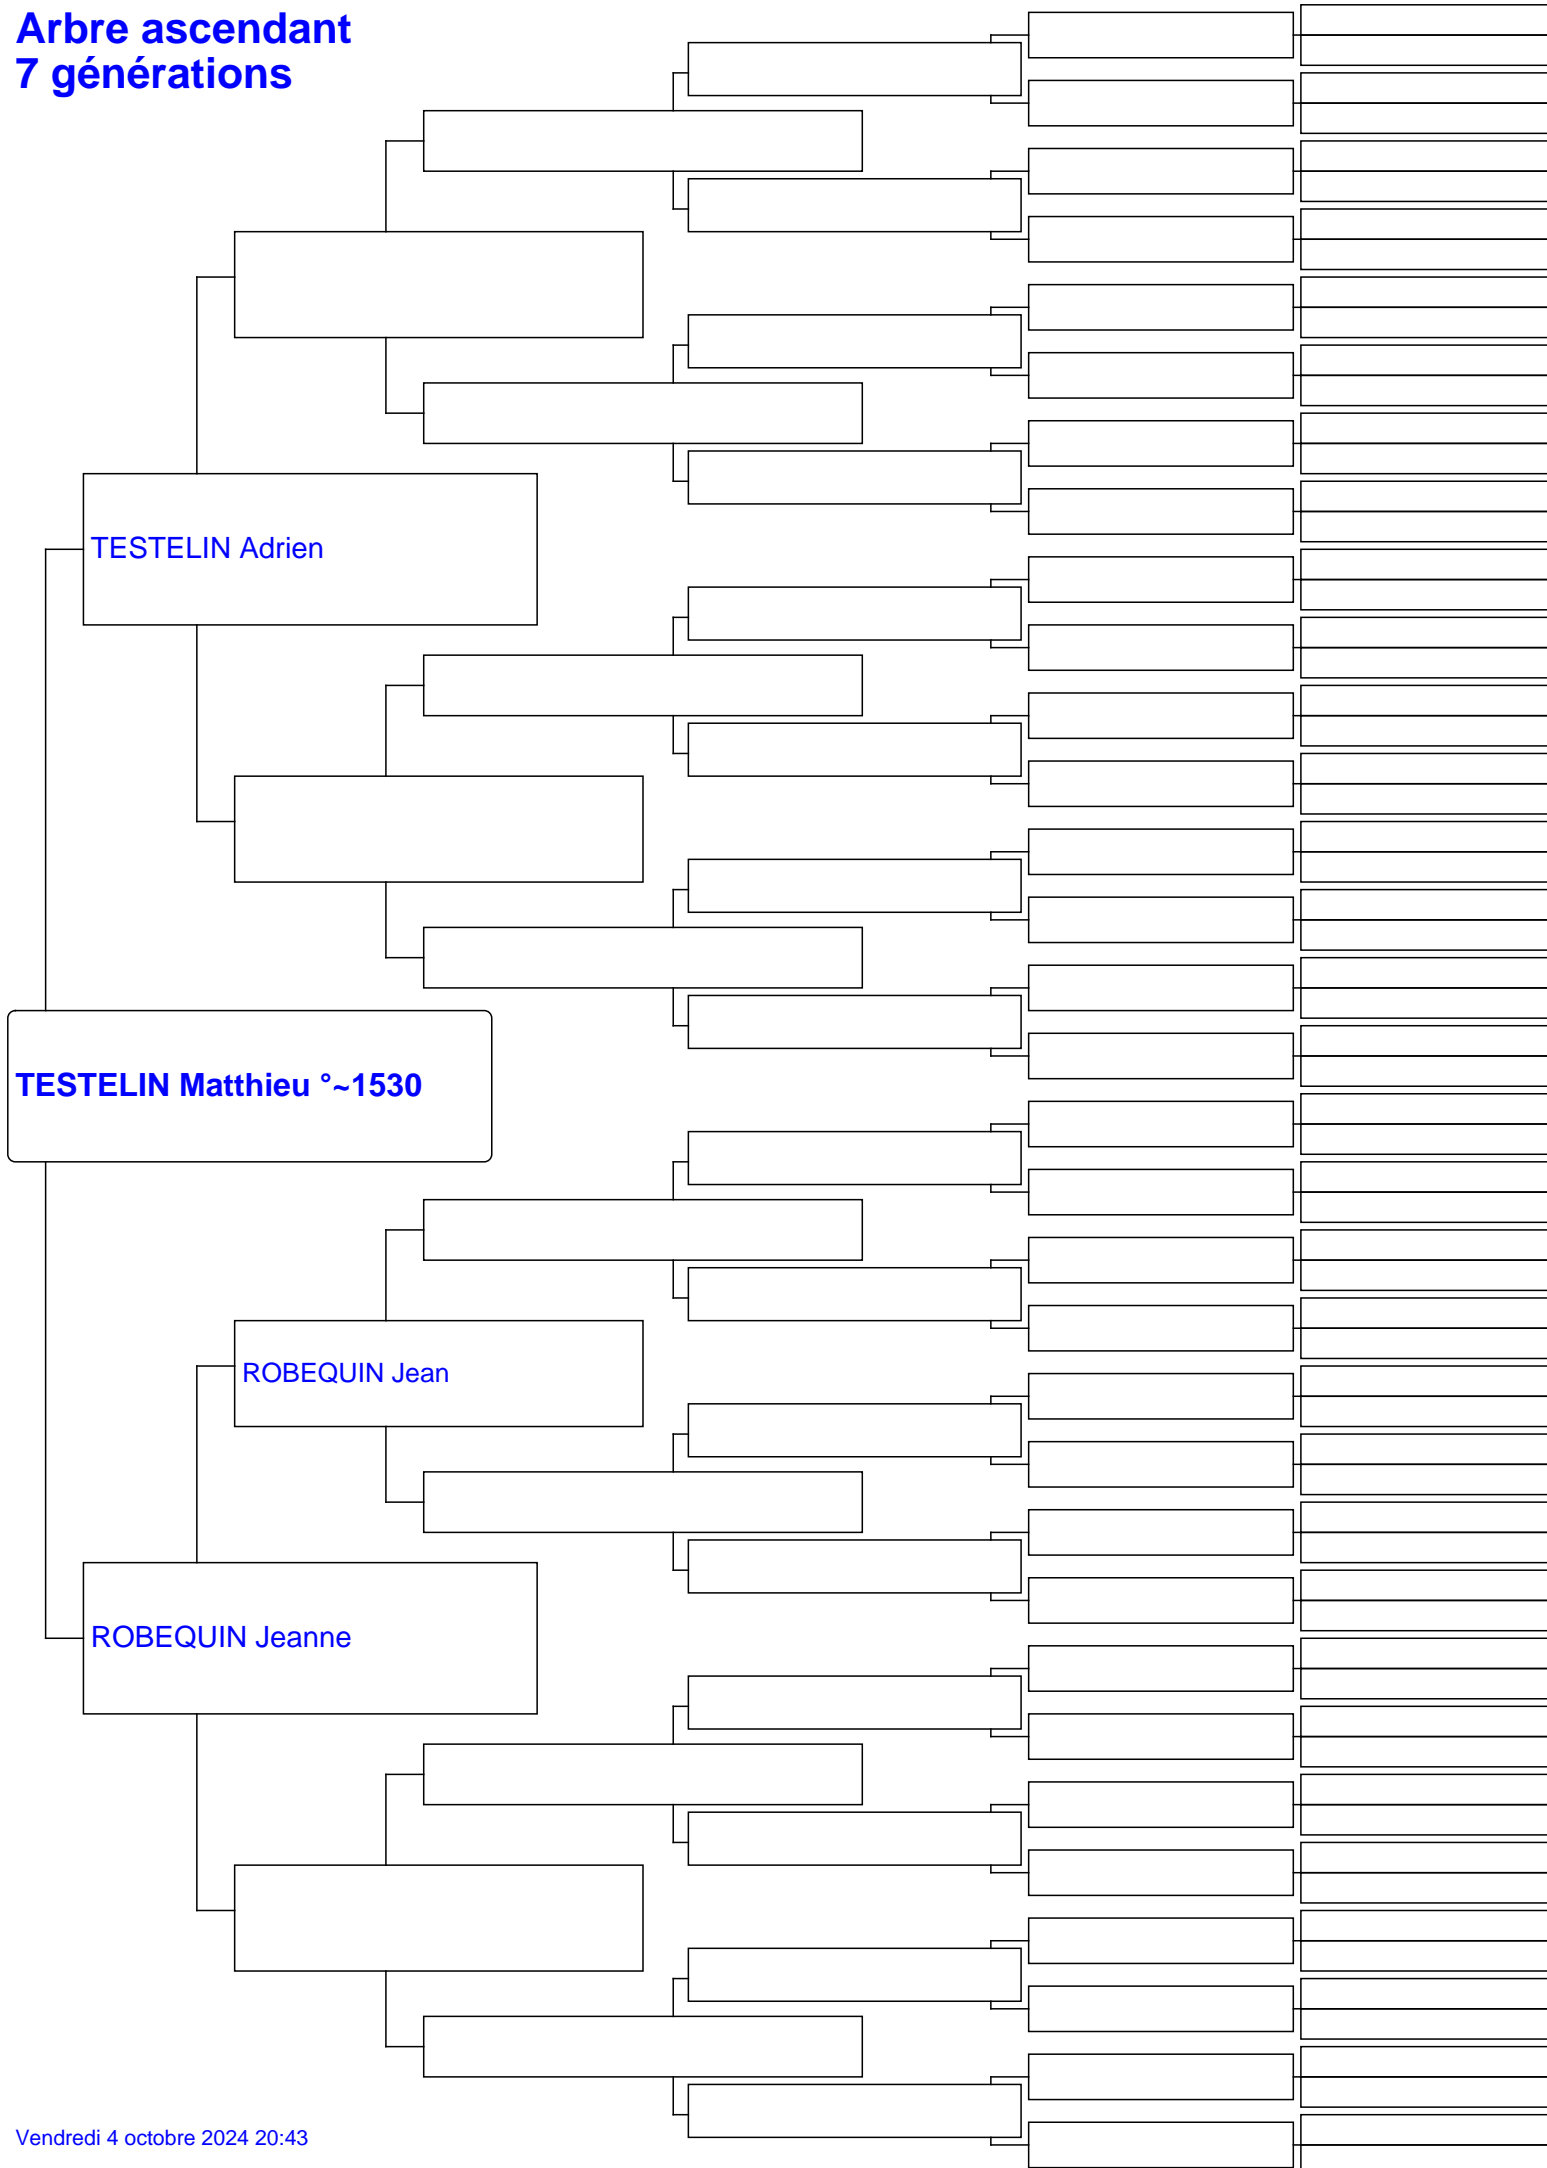 Arbre ascendant
7 générations
TESTELIN Adrien
TESTELIN Matthieu °~1530
ROBEQUIN Jean
ROBEQUIN Jeanne
Vendredi 4 octobre 2024 20:43